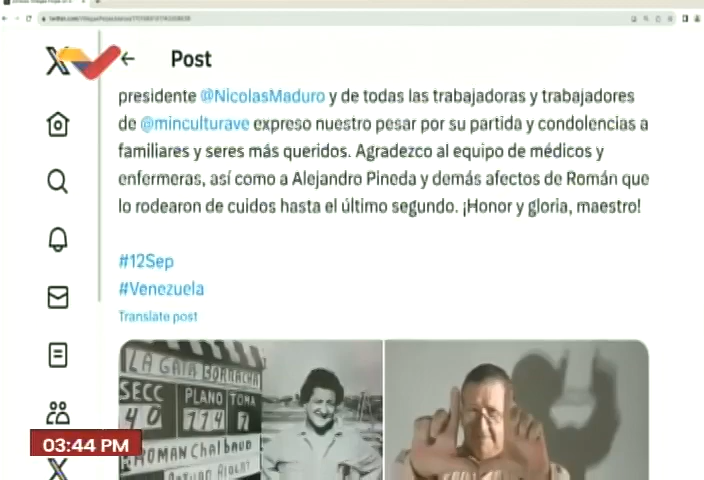 Post
presidente @NicolasMaduro y de todas las trabajadoras y trabajadores
de @minculturave expreso nuestro pesar por su partida y condolencias a
familiares y seres más queridos. Agradezco al equipo de médicos y
enfermeras, así como a Alejandro Pineda y demás afectos de Román que
lo rodearon de cuidos hasta el último segundo. ¡Honor y gloria, maestro!
#12Sep
#Venezuela
Translate post
LA GATA BORRACHA
SECC PLANO TOMA
40 114 1
ROMAN Chalbaud
03:44 PM